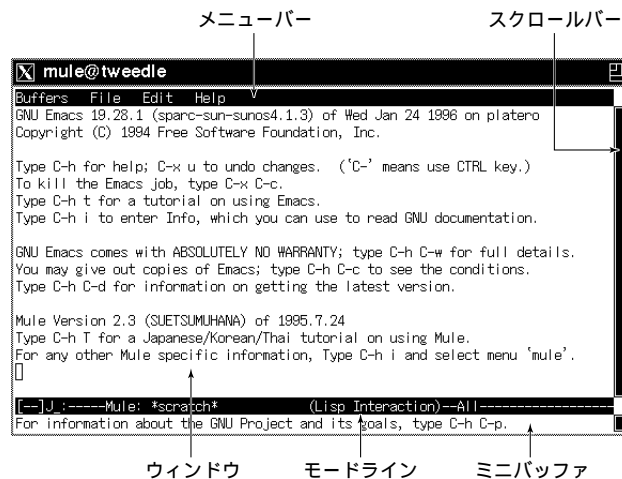 メニューバー
スクロールバー
mule@tweedle
Buffers File Edit Help
GNU Emacs 19.28.1 (sparc-sun-sunos4.1.3) of Wed Jan 24 1996 on platero
Copyright (C) 1994 Free Software Foundation, Inc.
Type C-h for help; C-x u to undo changes.  (`C-' means use CTRL key.)
To kill the Emacs job, type C-x C-c.
Type C-h t for a tutorial on using Emacs.
Type C-h i to enter Info, which you can use to read GNU documentation.
GNU Emacs comes with ABSOLUTELY NO WARRANTY; type C-h C-w for full details.
You may give out copies of Emacs; type C-h C-c to see the conditions.
Type C-h C-d for information on getting the latest version.
Mule Version 2.3 (SUETSUMUHANA) of 1995.7.24
Type C-h T for a Japanese/Korean/Thai tutorial on using Mule.
For any other Mule specific information, Type C-h i and select menu `mule'.
[--]J_:-----Mule: *scratch*          (Lisp Interaction)--All-------------------
For information about the GNU Project and its goals, type C-h C-p.
ウィンドウ
モードライン
ミニバッファ